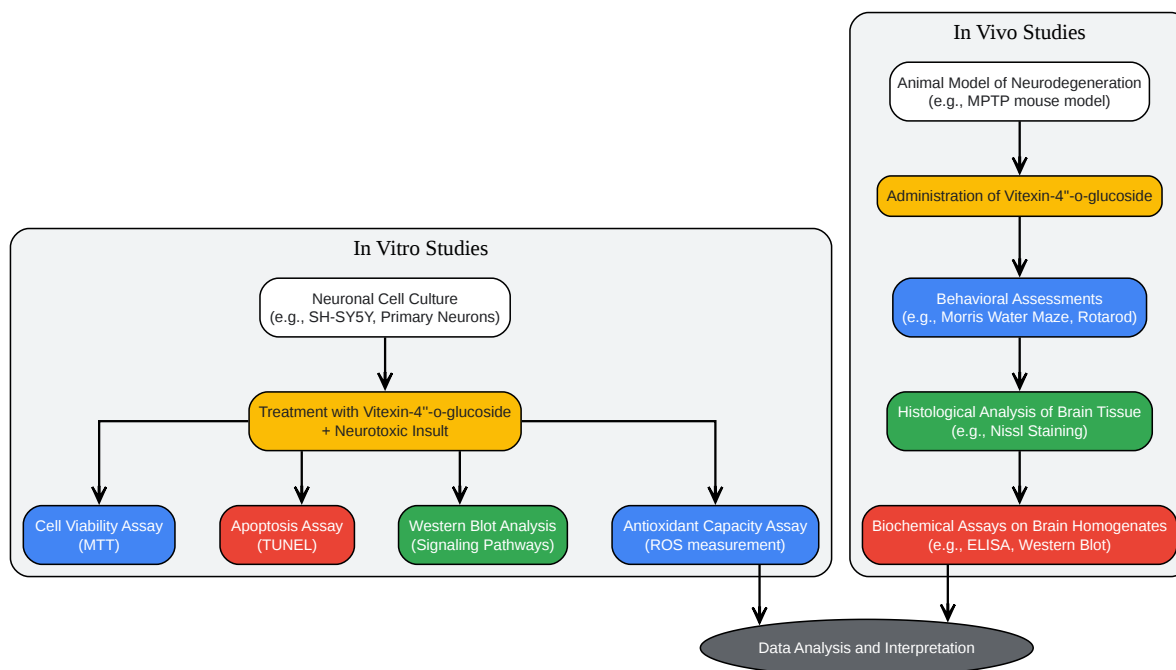 In Vivo Studies
Animal Model of Neurodegeneration
(e.g., MPTP mouse model)
Administration of Vitexin-4''-o-glucoside
Behavioral Assessments
(e.g., Morris Water Maze, Rotarod)
Histological Analysis of Brain Tissue
(e.g., Nissl Staining)
Biochemical Assays on Brain Homogenates
(e.g., ELISA, Western Blot)
In Vitro Studies
Neuronal Cell Culture
(e.g., SH-SY5Y, Primary Neurons)
Treatment with Vitexin-4''-o-glucoside
+ Neurotoxic Insult
Cell Viability Assay
(MTT)
Apoptosis Assay
(TUNEL)
Western Blot Analysis
(Signaling Pathways)
Antioxidant Capacity Assay
(ROS measurement)
Data Analysis and Interpretation